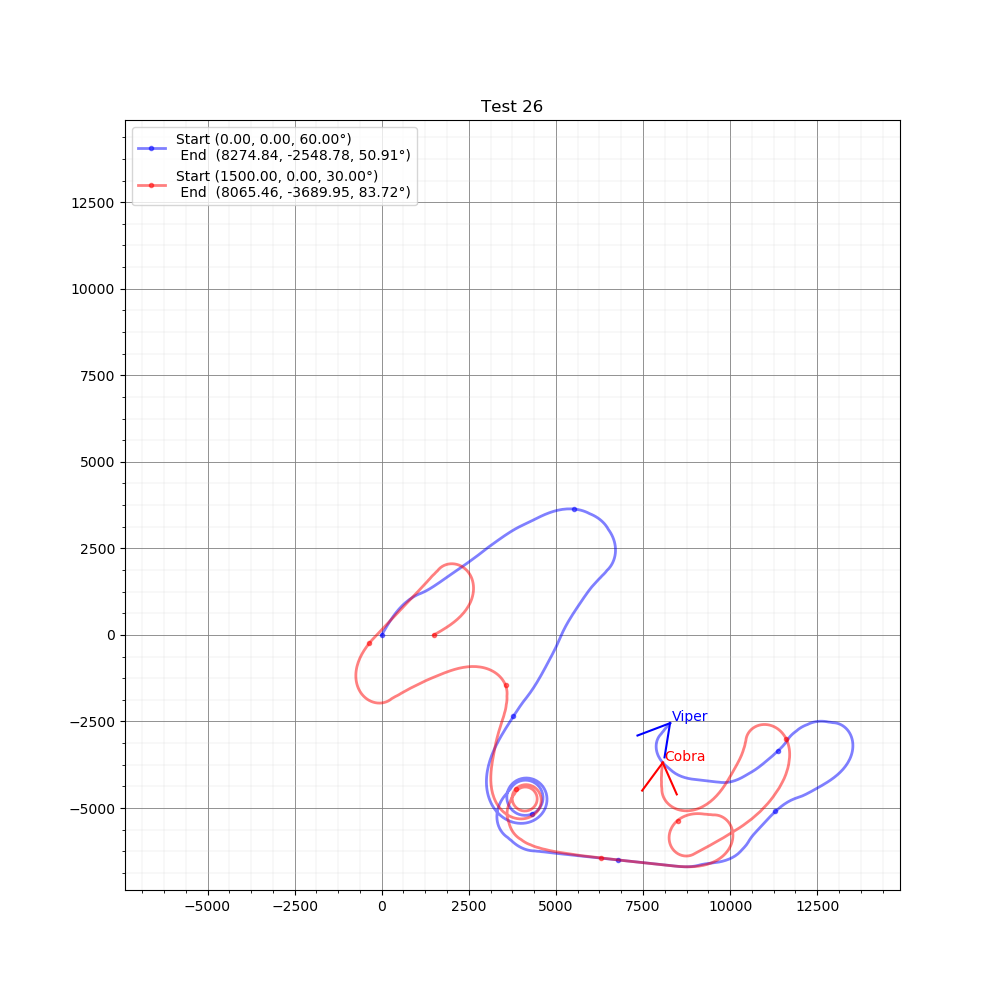 Test 26
Start (0.00, 0.00, 60.00°)
End (8274.84, -2548.78, 50.91°)
Start (1500.00, 0.00, 30.00°)
End (8065.46, -3689.95, 83.72°)
12500
10000
7500
5000
2500
0
−2500
−5000
Viper
Cobra
−5000 −2500 0 2500 5000 7500 10000 12500